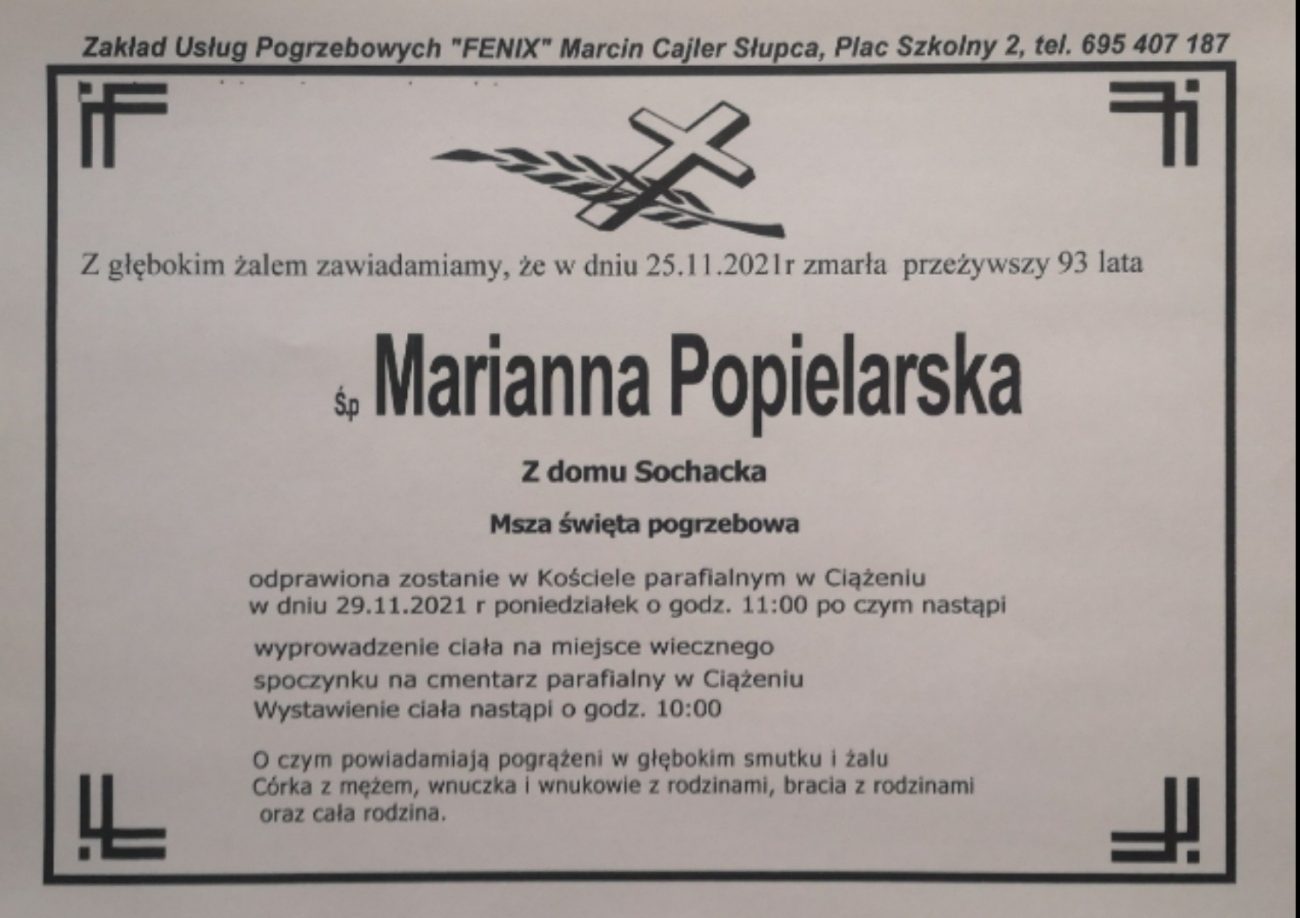 Zakład Usług Pogrzebowych "FENIX" Marcin Cajler Słupca, Plac Szkolny 2, tel. 695 407 187
Z głębokim żalem zawiadamiamy, że w dniu 25.11.2021r zmarła przeżywszy 93 lata
Śp Marianna Popielarska
Z domu Sochacka
Msza święta pogrzebowa
odprawiona zostanie w Kościele parafialnym w Ciążeniu
w dniu 29.11.2021 r poniedziałek o godz. 11:00 po czym nastąpi
wyprowadzenie ciała na miejsce wiecznego
spoczynku na cmentarz parafialny w Ciążeniu
Wystawienie ciała nastąpi o godz. 10:00
O czym powiadamiają pogrążeni w głębokim smutku i żalu
Córka z mężem, wnuczka i wnukowie z rodzinami, bracia z rodzinami
oraz cała rodzina.